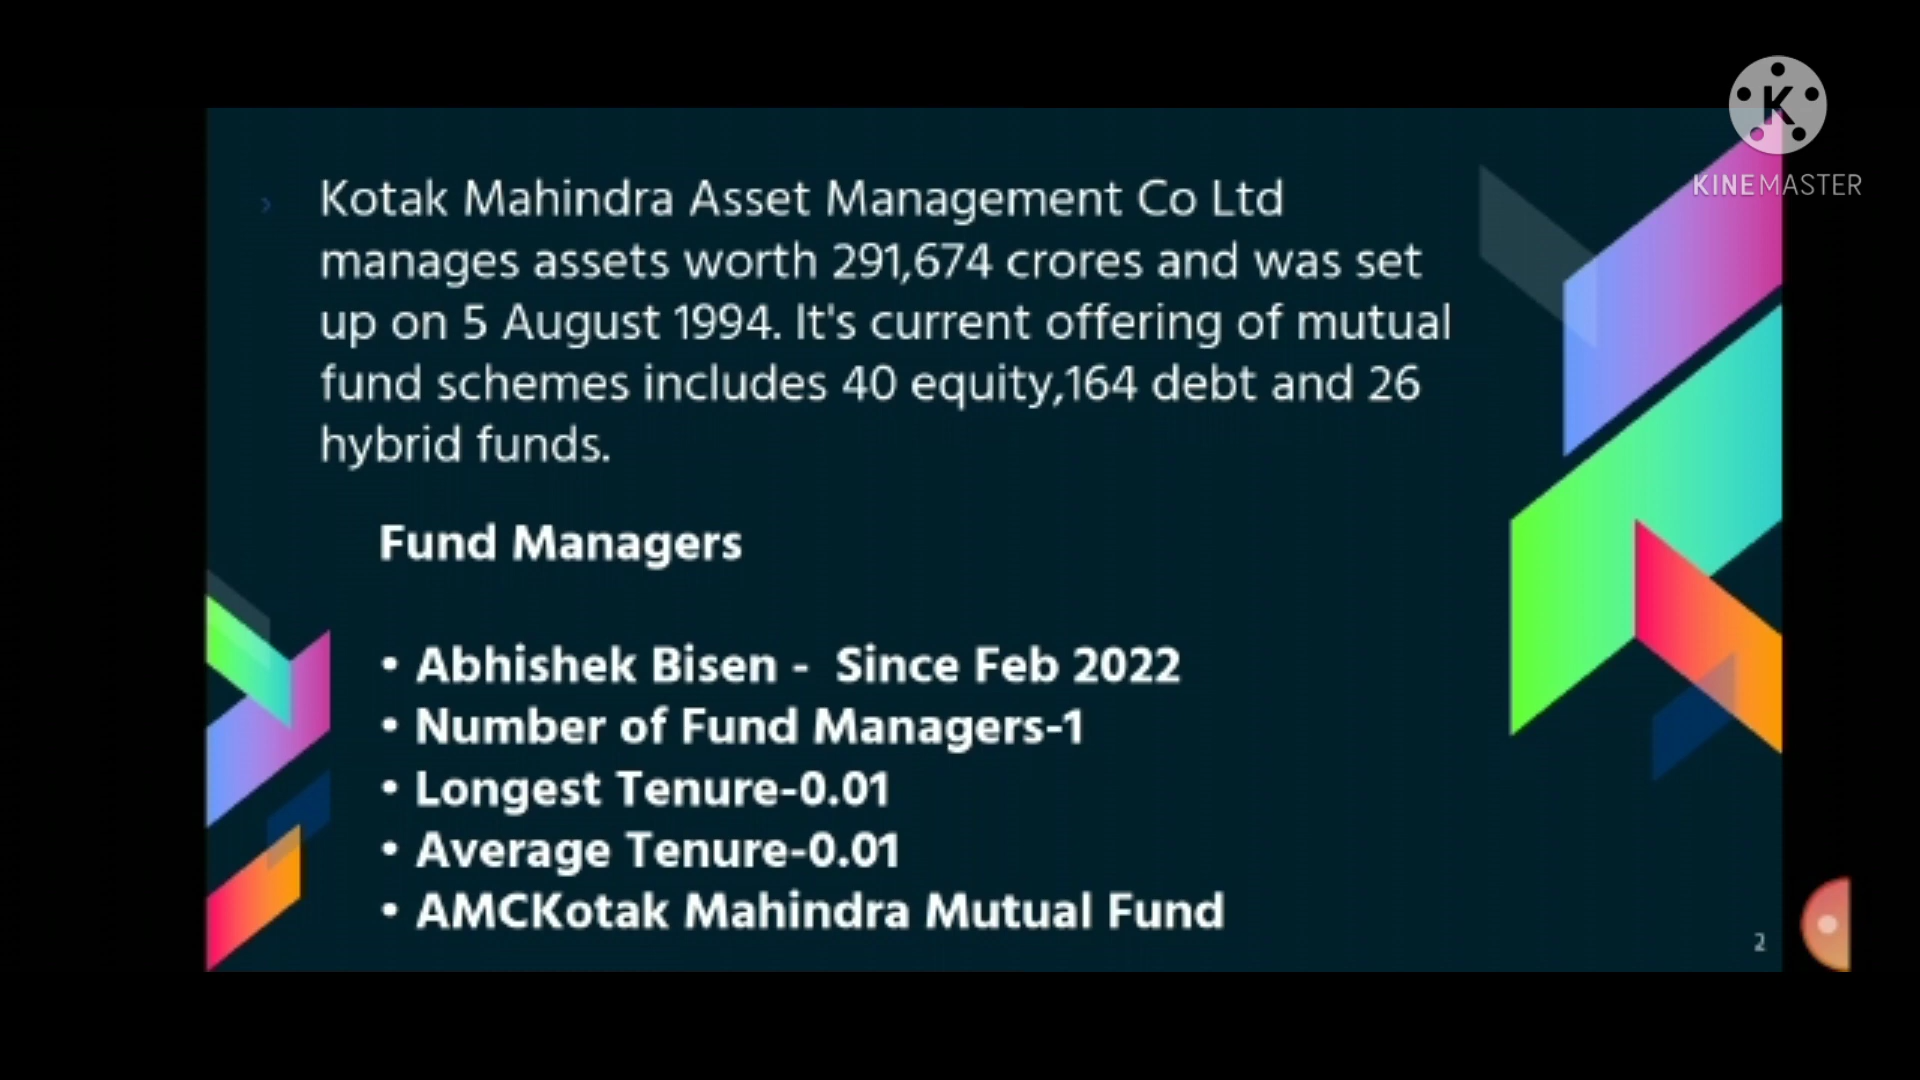 KINEMASTER
Kotak Mahindra Asset Management Co Ltd
manages assets worth 291,674 crores and was set
up on 5 August 1994. It's current offering of mutual
fund schemes includes 40 equity,164 debt and 26
hybrid funds.
Fund Managers
• Abhishek Bisen - Since Feb 2022
• Number of Fund Managers-1
• Longest Tenure-0.01
• Average Tenure-0.01
• AMCKotak Mahindra Mutual Fund
2